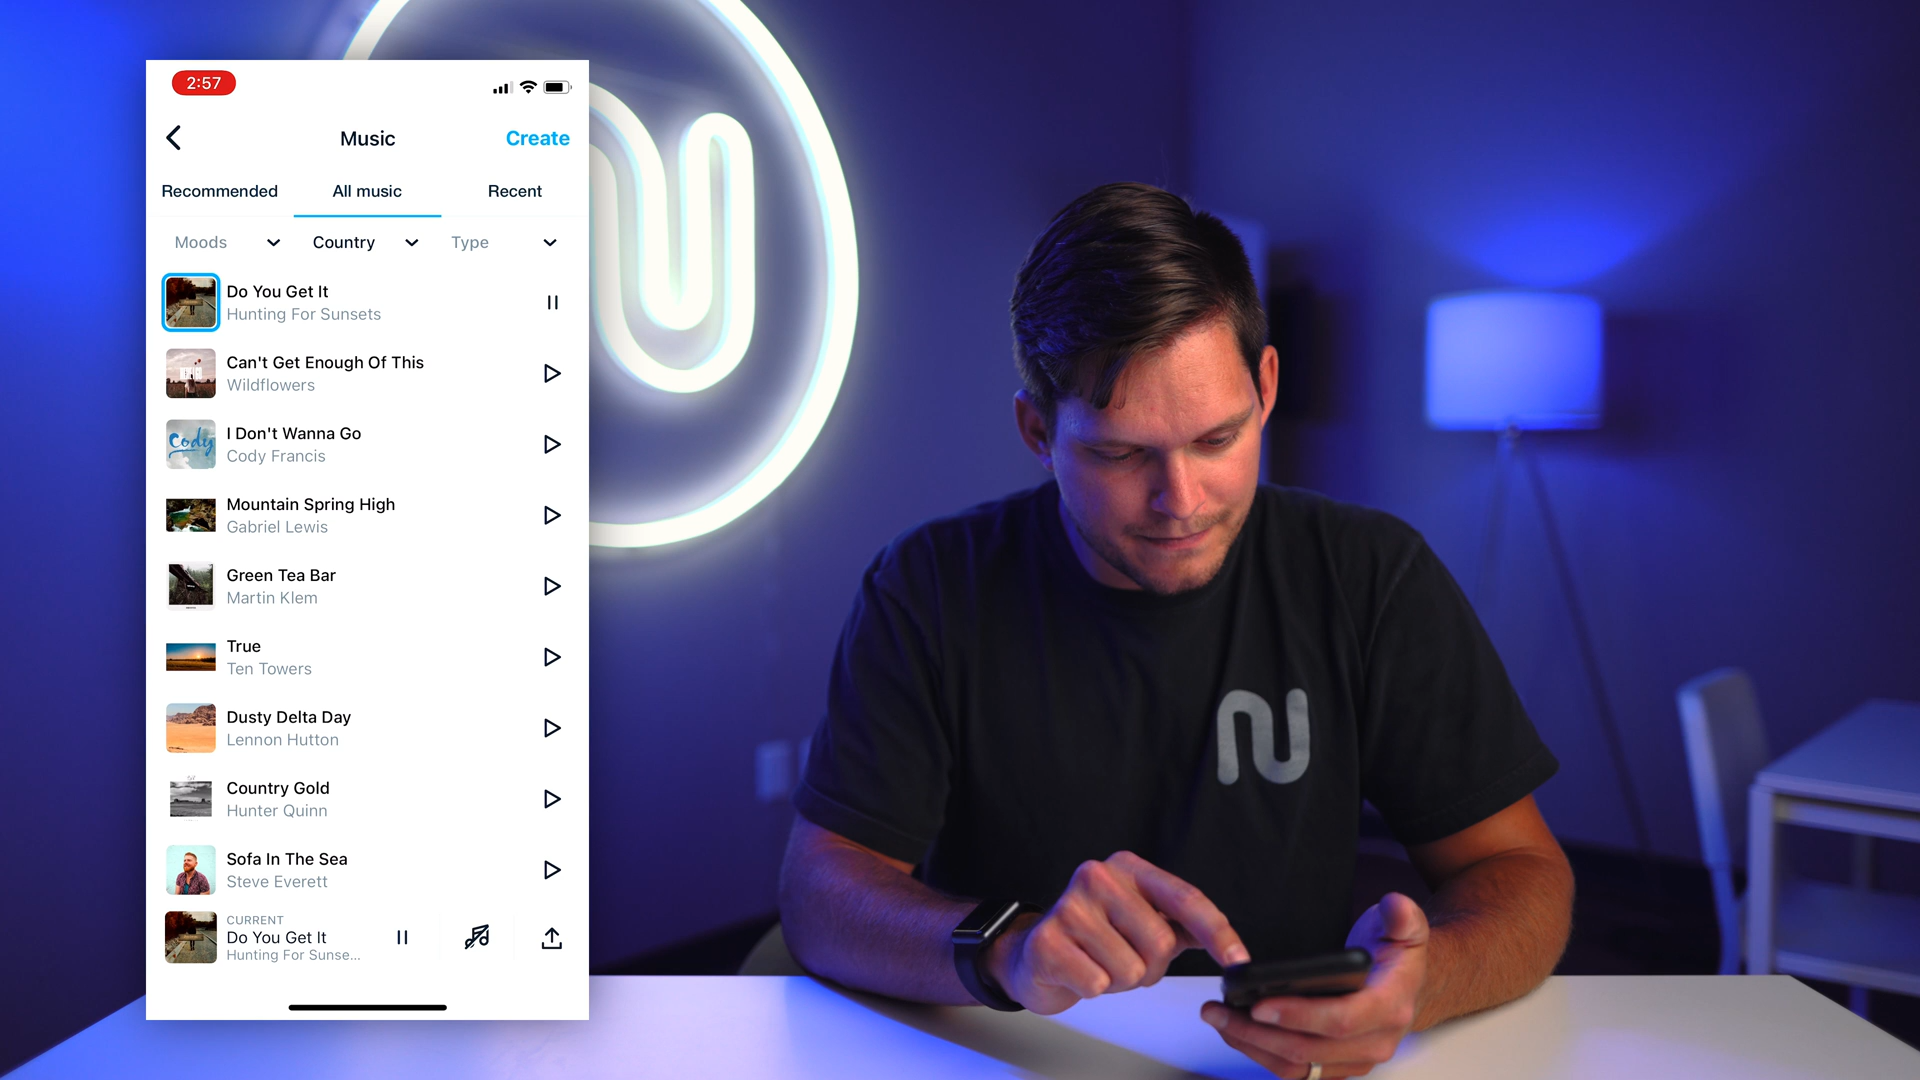 2:57
Music
Create
Recommended
All music
Recent
Moods
Country
Type
Do You Get It
Hunting For Sunsets
Can't Get Enough Of This
Wildflowers
Cody
I Don't Wanna Go
Cody Francis
Mountain Spring High
Gabriel Lewis
Green Tea Bar
Martin Klem
True
Ten Towers
Dusty Delta Day
Lennon Hutton
Country Gold
Hunter Quinn
Sofa In The Sea
Steve Everett
CURRENT
Do You Get It
Hunting For Sunse...